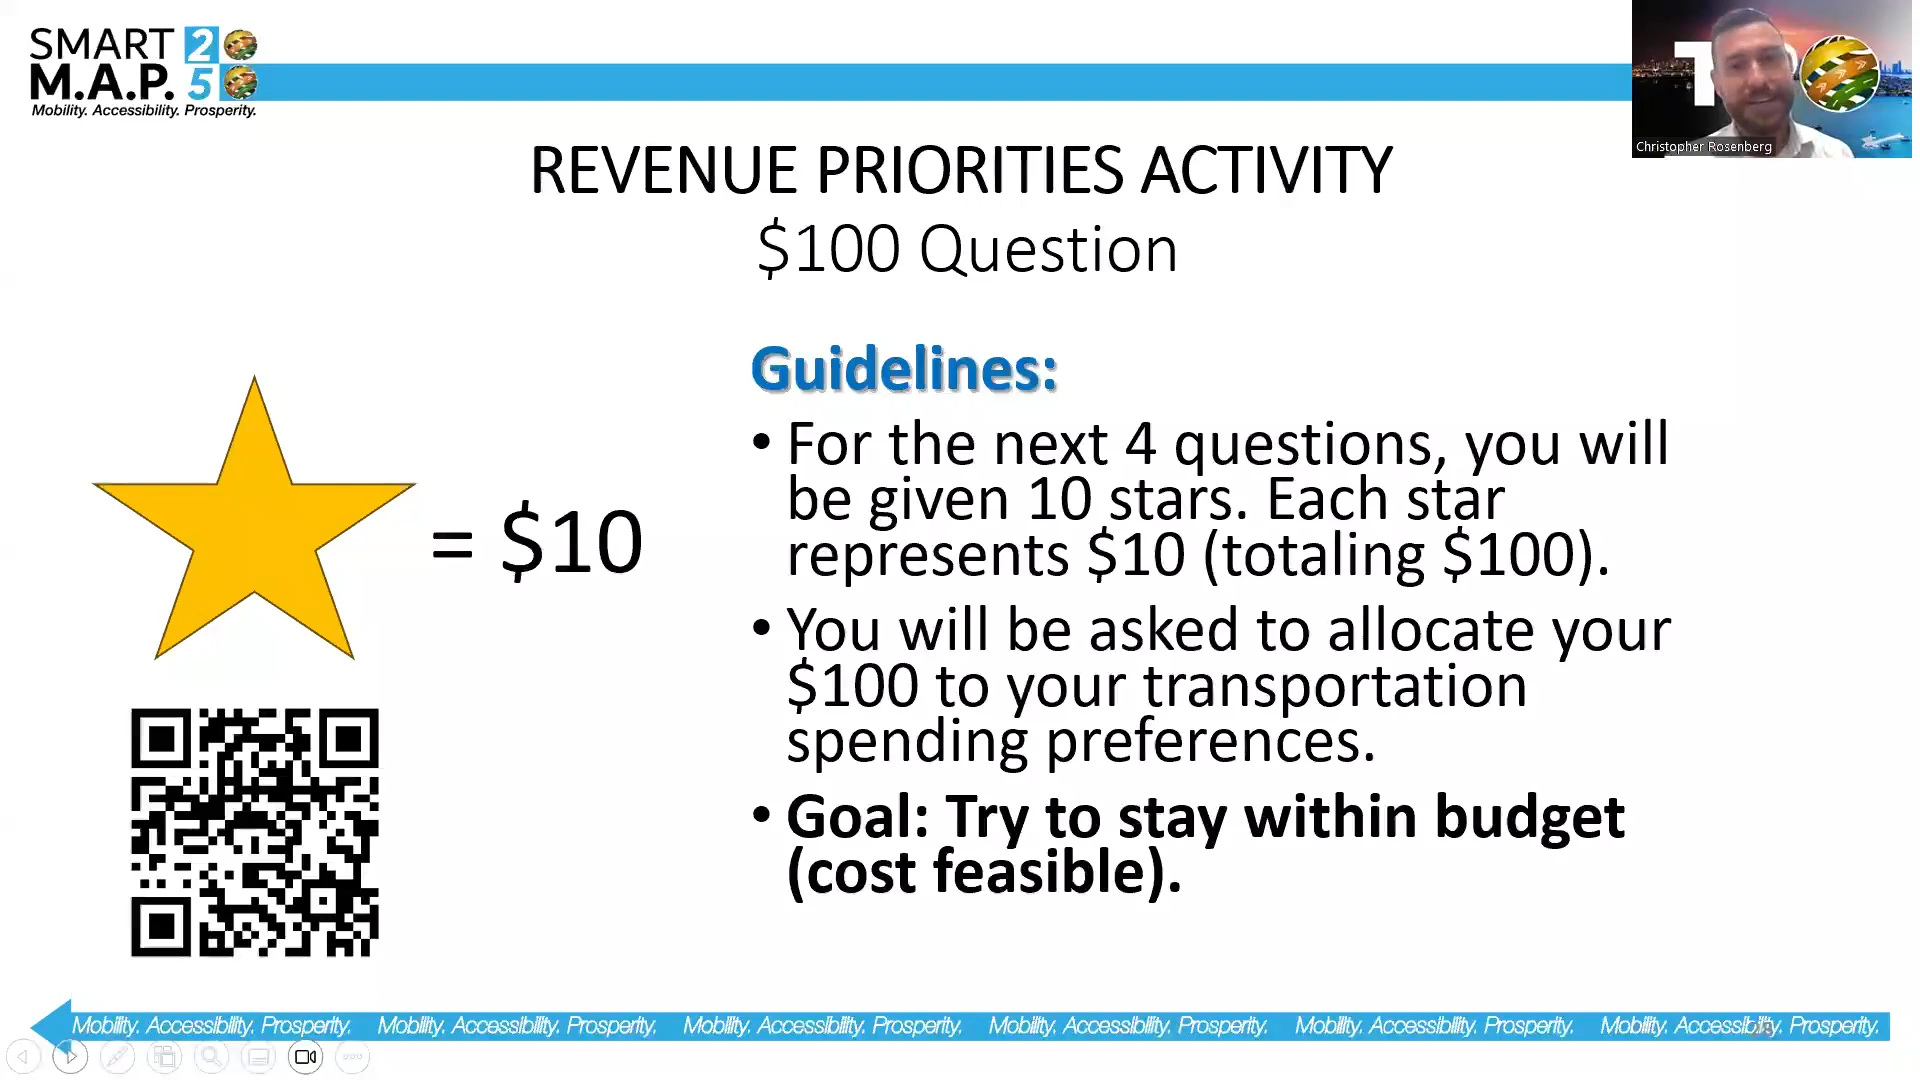 SMART 20
M.A.P. 50
Mobility. Accessibility. Prosperity.
Christopher Rosenberg
REVENUE PRIORITIES ACTIVITY
$100 Question
Guidelines:
• For the next 4 questions, you will
be given 10 stars. Each star
represents $10 (totaling $100).
= $10
• You will be asked to allocate your
$100 to your transportation
spending preferences.
• Goal: Try to stay within budget
(cost feasible).
Mobility. Accessibility. Prosperity. Mobility. Accessibility. Prosperity. Mobility. Accessibility. Prosperity. Mobility. Accessibility. Prosperity. Mobility. Accessibility. Prosperity. Mobility. Accessibility. Prosperity.